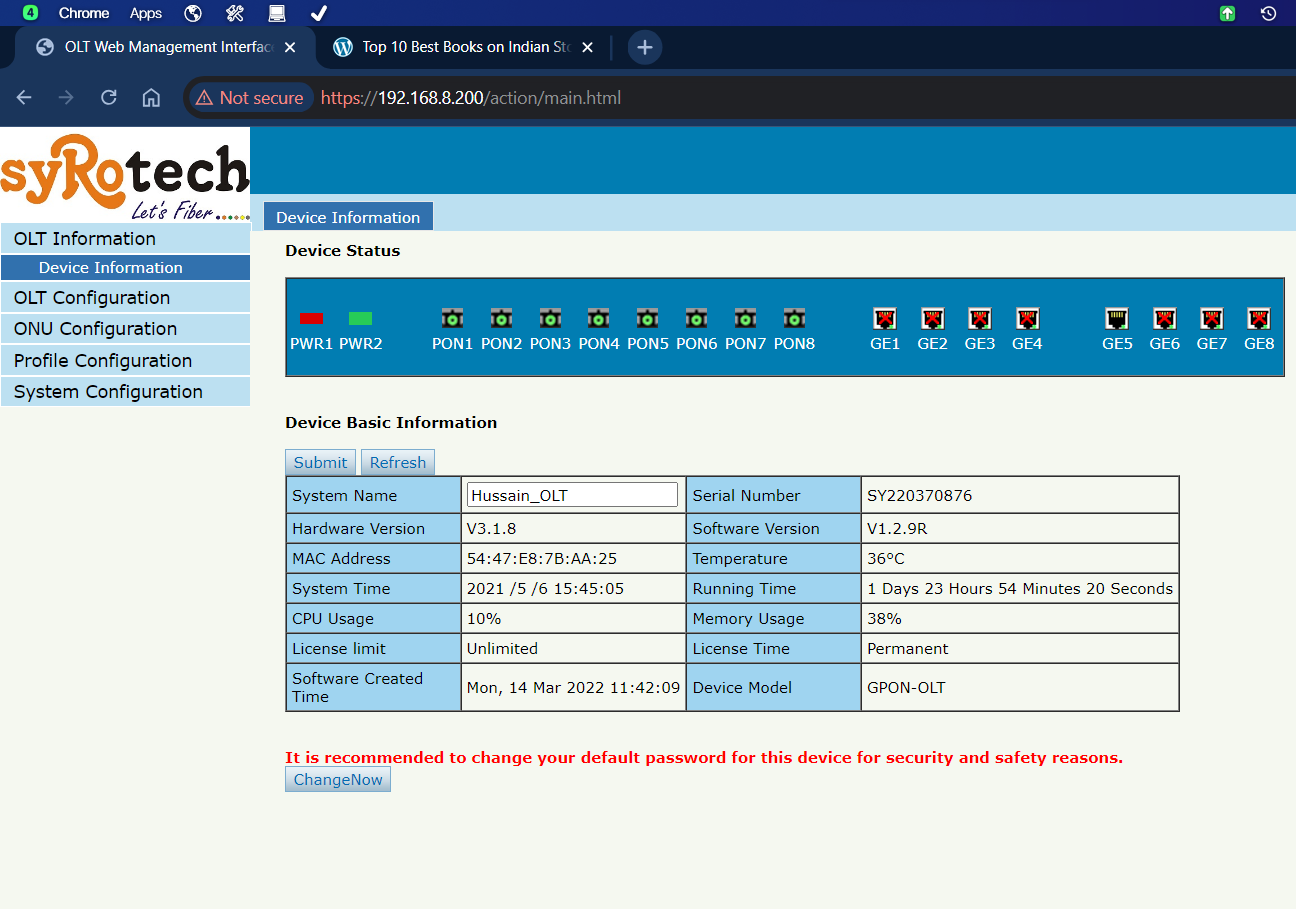 4 Chrome Apps
OLT Web Management Interfac
Top 10 Best Books on Indian Sto
Not secure https://192.168.8.200/action/main.html
syRotech
Let's Fiber
OLT Information
Device Information
OLT Configuration
ONU Configuration
Profile Configuration
System Configuration
Device Information
Device Status
PWR1 PWR2 PON1 PON2 PON3 PON4 PON5 PON6 PON7 PON8 GE1 GE2 GE3 GE4 GE5 GE6 GE7 GE8
Device Basic Information
Submit Refresh
System Name Hussain_OLT Serial Number SY220370876
Hardware Version V3.1.8 Software Version V1.2.9R
MAC Address 54:47:E8:7B:AA:25 Temperature 36°C
System Time 2021 /5 /6 15:45:05 Running Time 1 Days 23 Hours 54 Minutes 20 Seconds
CPU Usage 10% Memory Usage 38%
License limit Unlimited License Time Permanent
Software Created Time Mon, 14 Mar 2022 11:42:09 Device Model GPON-OLT
It is recommended to change your default password for this device for security and safety reasons.
ChangeNow